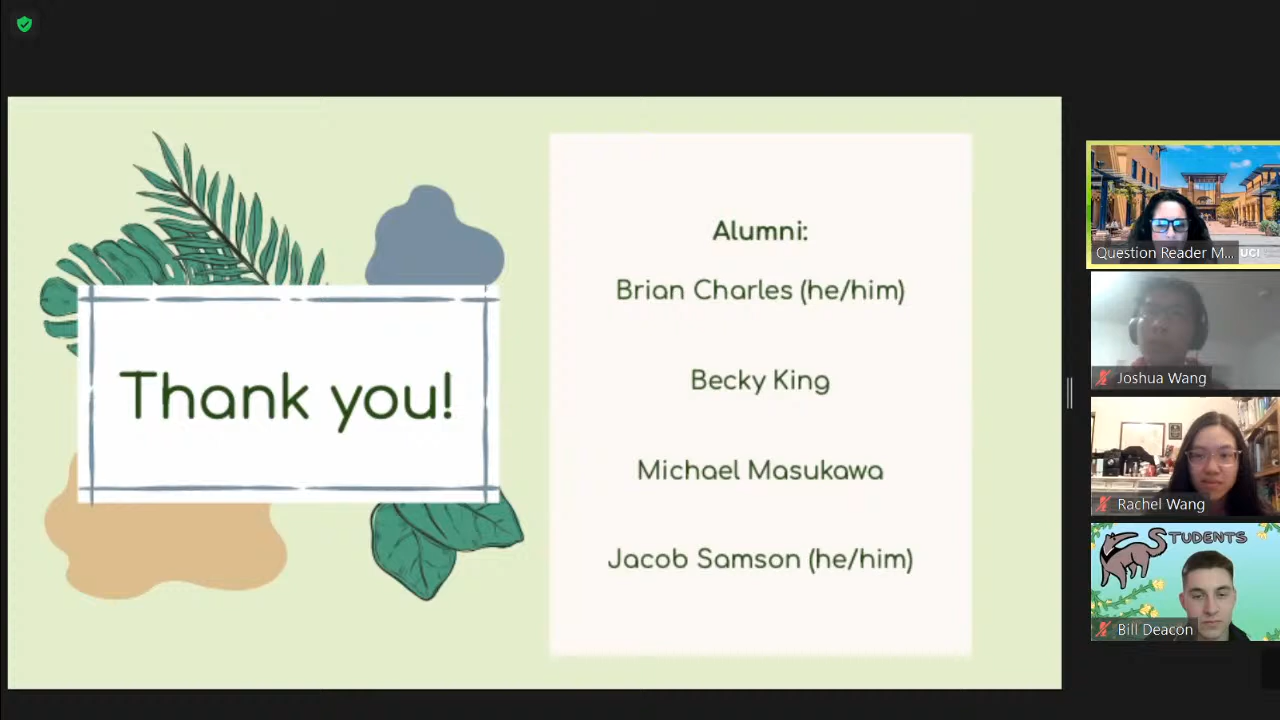 Thank you!
Alumni:
Brian Charles (he/him)
Becky King
Michael Masukawa
Jacob Samson (he/him)
Question Reader M...
UCI
Joshua Wang
Rachel Wang
STUDENTS
Bill Deacon